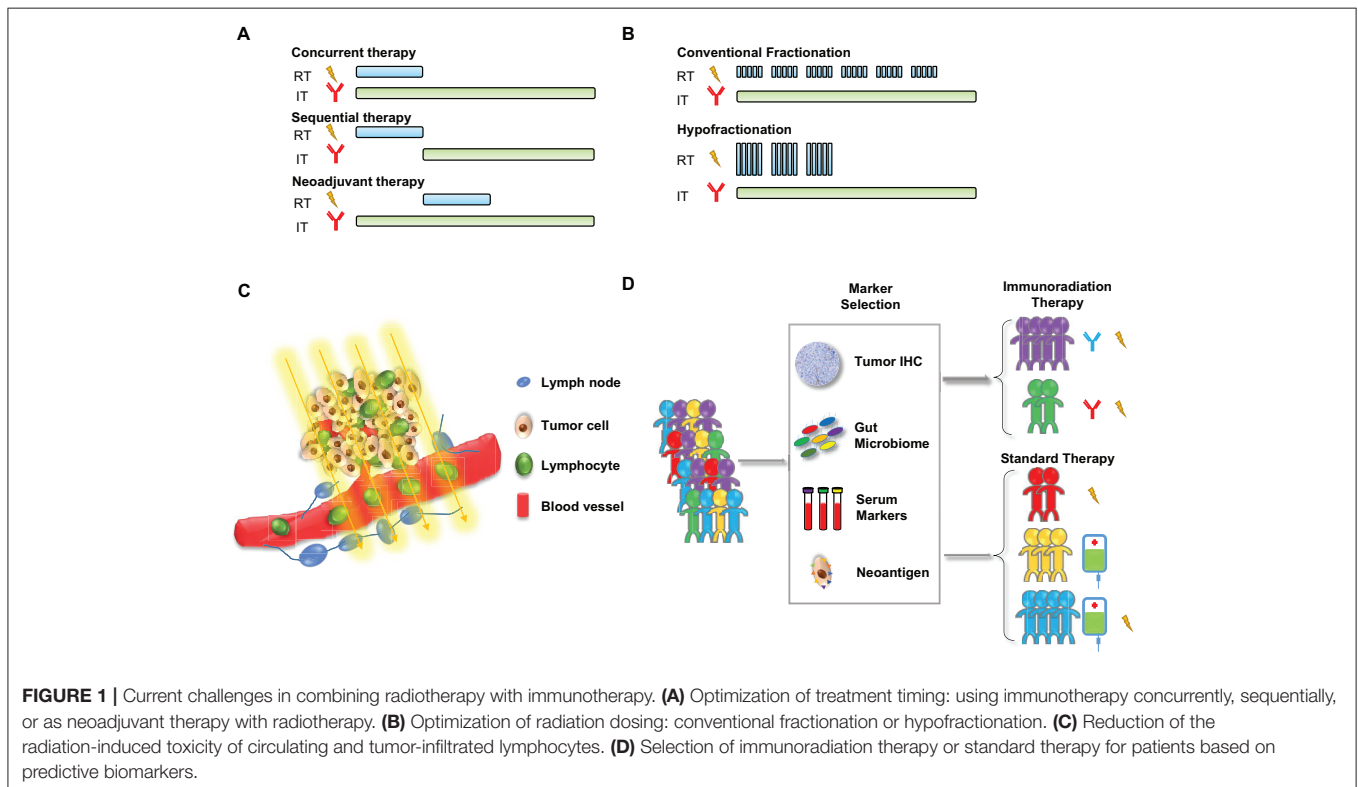 A
Concurrent therapy
RT
IT
Sequential therapy
RT
IT
Neoadjuvant therapy
RT
IT
B
Conventional Fractionation
RT
IT
Hypofractionation
RT
IT
C
Lymph node
Tumor cell
Lymphocyte
Blood vessel
D
Marker
Selection
Tumor IHC
Gut
Microbiome
Serum
Markers
Neoantigen
Immunoradiation
Therapy
Standard Therapy
FIGURE 1 | Current challenges in combining radiotherapy with immunotherapy. (A) Optimization of treatment timing: using immunotherapy concurrently, sequentially,
or as neoadjuvant therapy with radiotherapy. (B) Optimization of radiation dosing: conventional fractionation or hypofractionation. (C) Reduction of the
radiation-induced toxicity of circulating and tumor-infiltrated lymphocytes. (D) Selection of immunoradiation therapy or standard therapy for patients based on
predictive biomarkers.